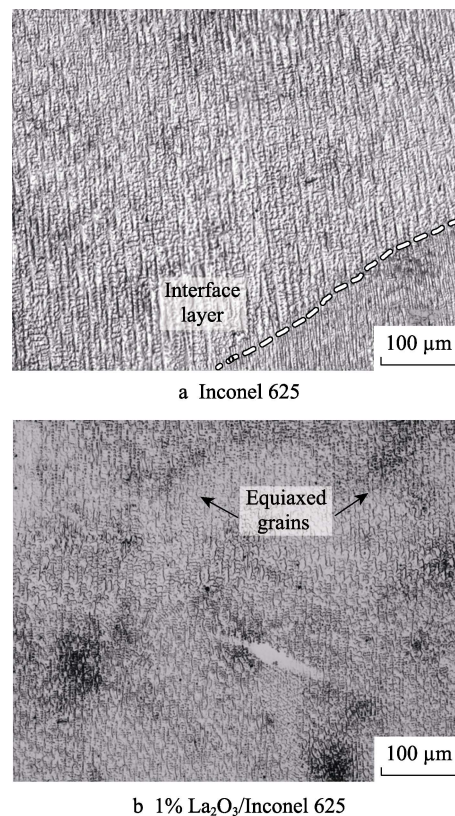 Interface
layer
100 μm
a Inconel 625
Equiaxed
grains
100 μm
b 1% La₂O₃/Inconel 625